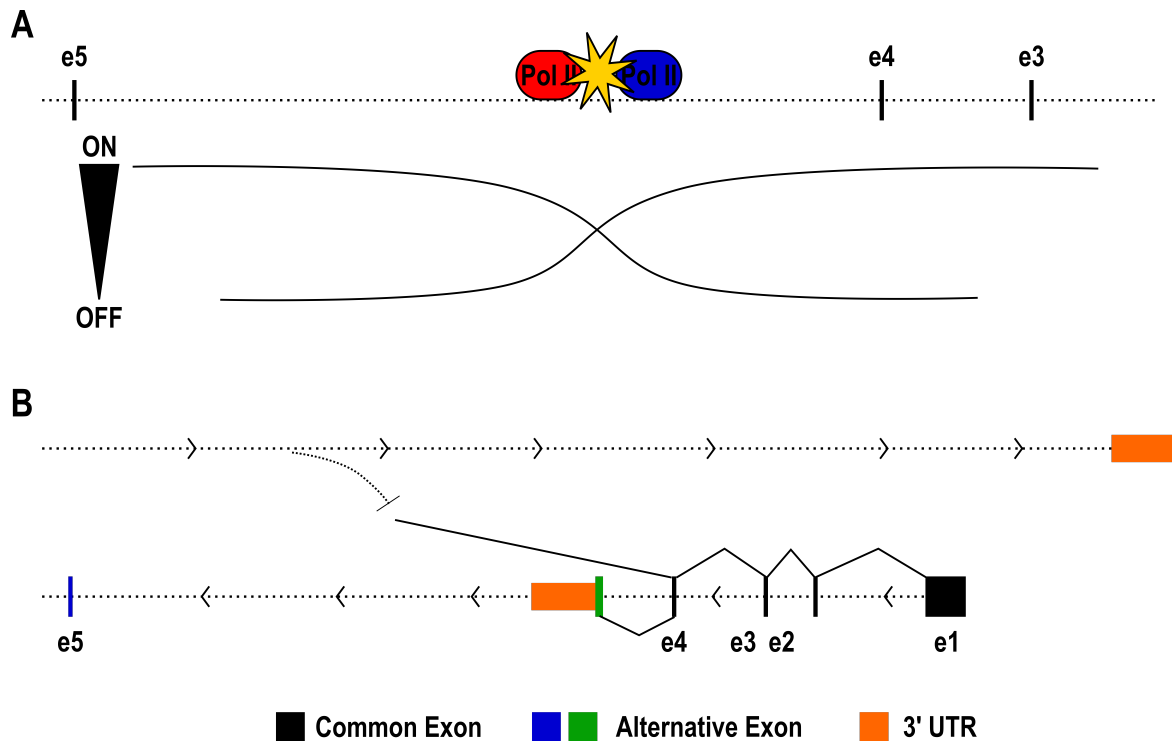 A
e5
e4
e3
Pol II
Pol II
ON
OFF
B
e5
e4
e3
e2
e1
Common Exon
Alternative Exon
3' UTR